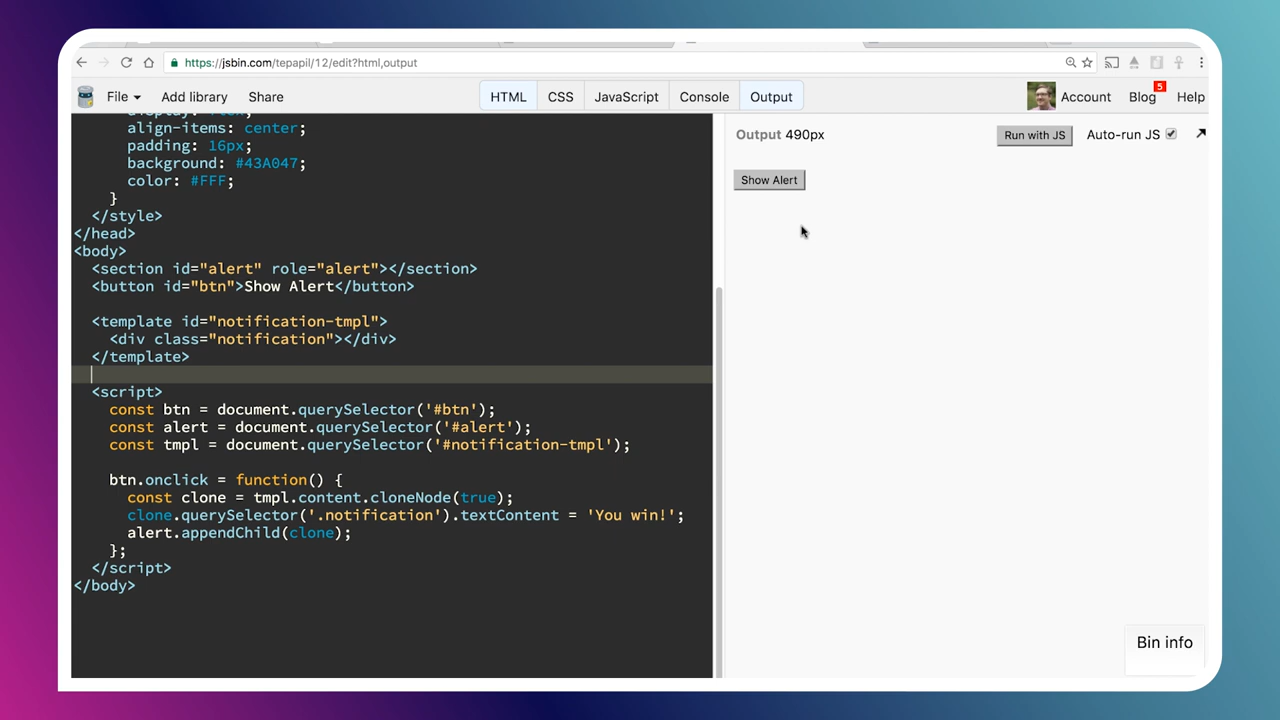 https://jsbin.com/tepapil/12/edit?html,output
File Add library Share HTML CSS JavaScript Console Output Account Blog 5 Help
align-items: center;
padding: 16px;
background: #43A047;
color: #FFF;
}
</style>
</head>
<body>
<section id="alert" role="alert"></section>
<button id="btn">Show Alert</button>
<template id="notification-tmpl">
<div class="notification"></div>
</template>
<script>
const btn = document.querySelector('#btn');
const alert = document.querySelector('#alert');
const tmpl = document.querySelector('#notification-tmpl');
btn.onclick = function() {
const clone = tmpl.content.cloneNode(true);
clone.querySelector('.notification').textContent = 'You win!';
alert.appendChild(clone);
};
</script>
</body>
Output 490px Run with JS Auto-run JS
Show Alert
Bin info